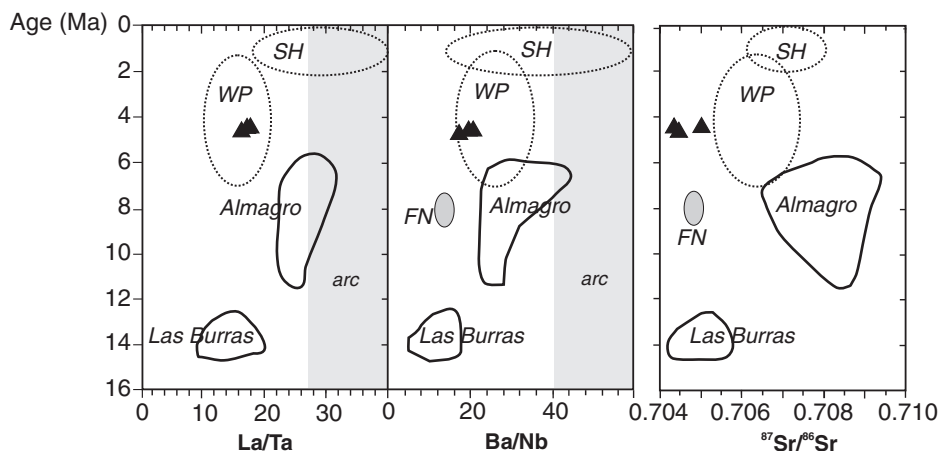 Age (Ma)
0
2
4
6
8
10
12
14
16
SH
WP
Almagro
arc
Las Burras
0
10
20
30
La/Ta
SH
WP
FN
Almagro
arc
Las Burras
0
20
40
Ba/Nb
SH
WP
FN
Almagro
Las Burras
0.704
0.706
0.708
0.710
⁸⁷Sr/⁸⁶Sr